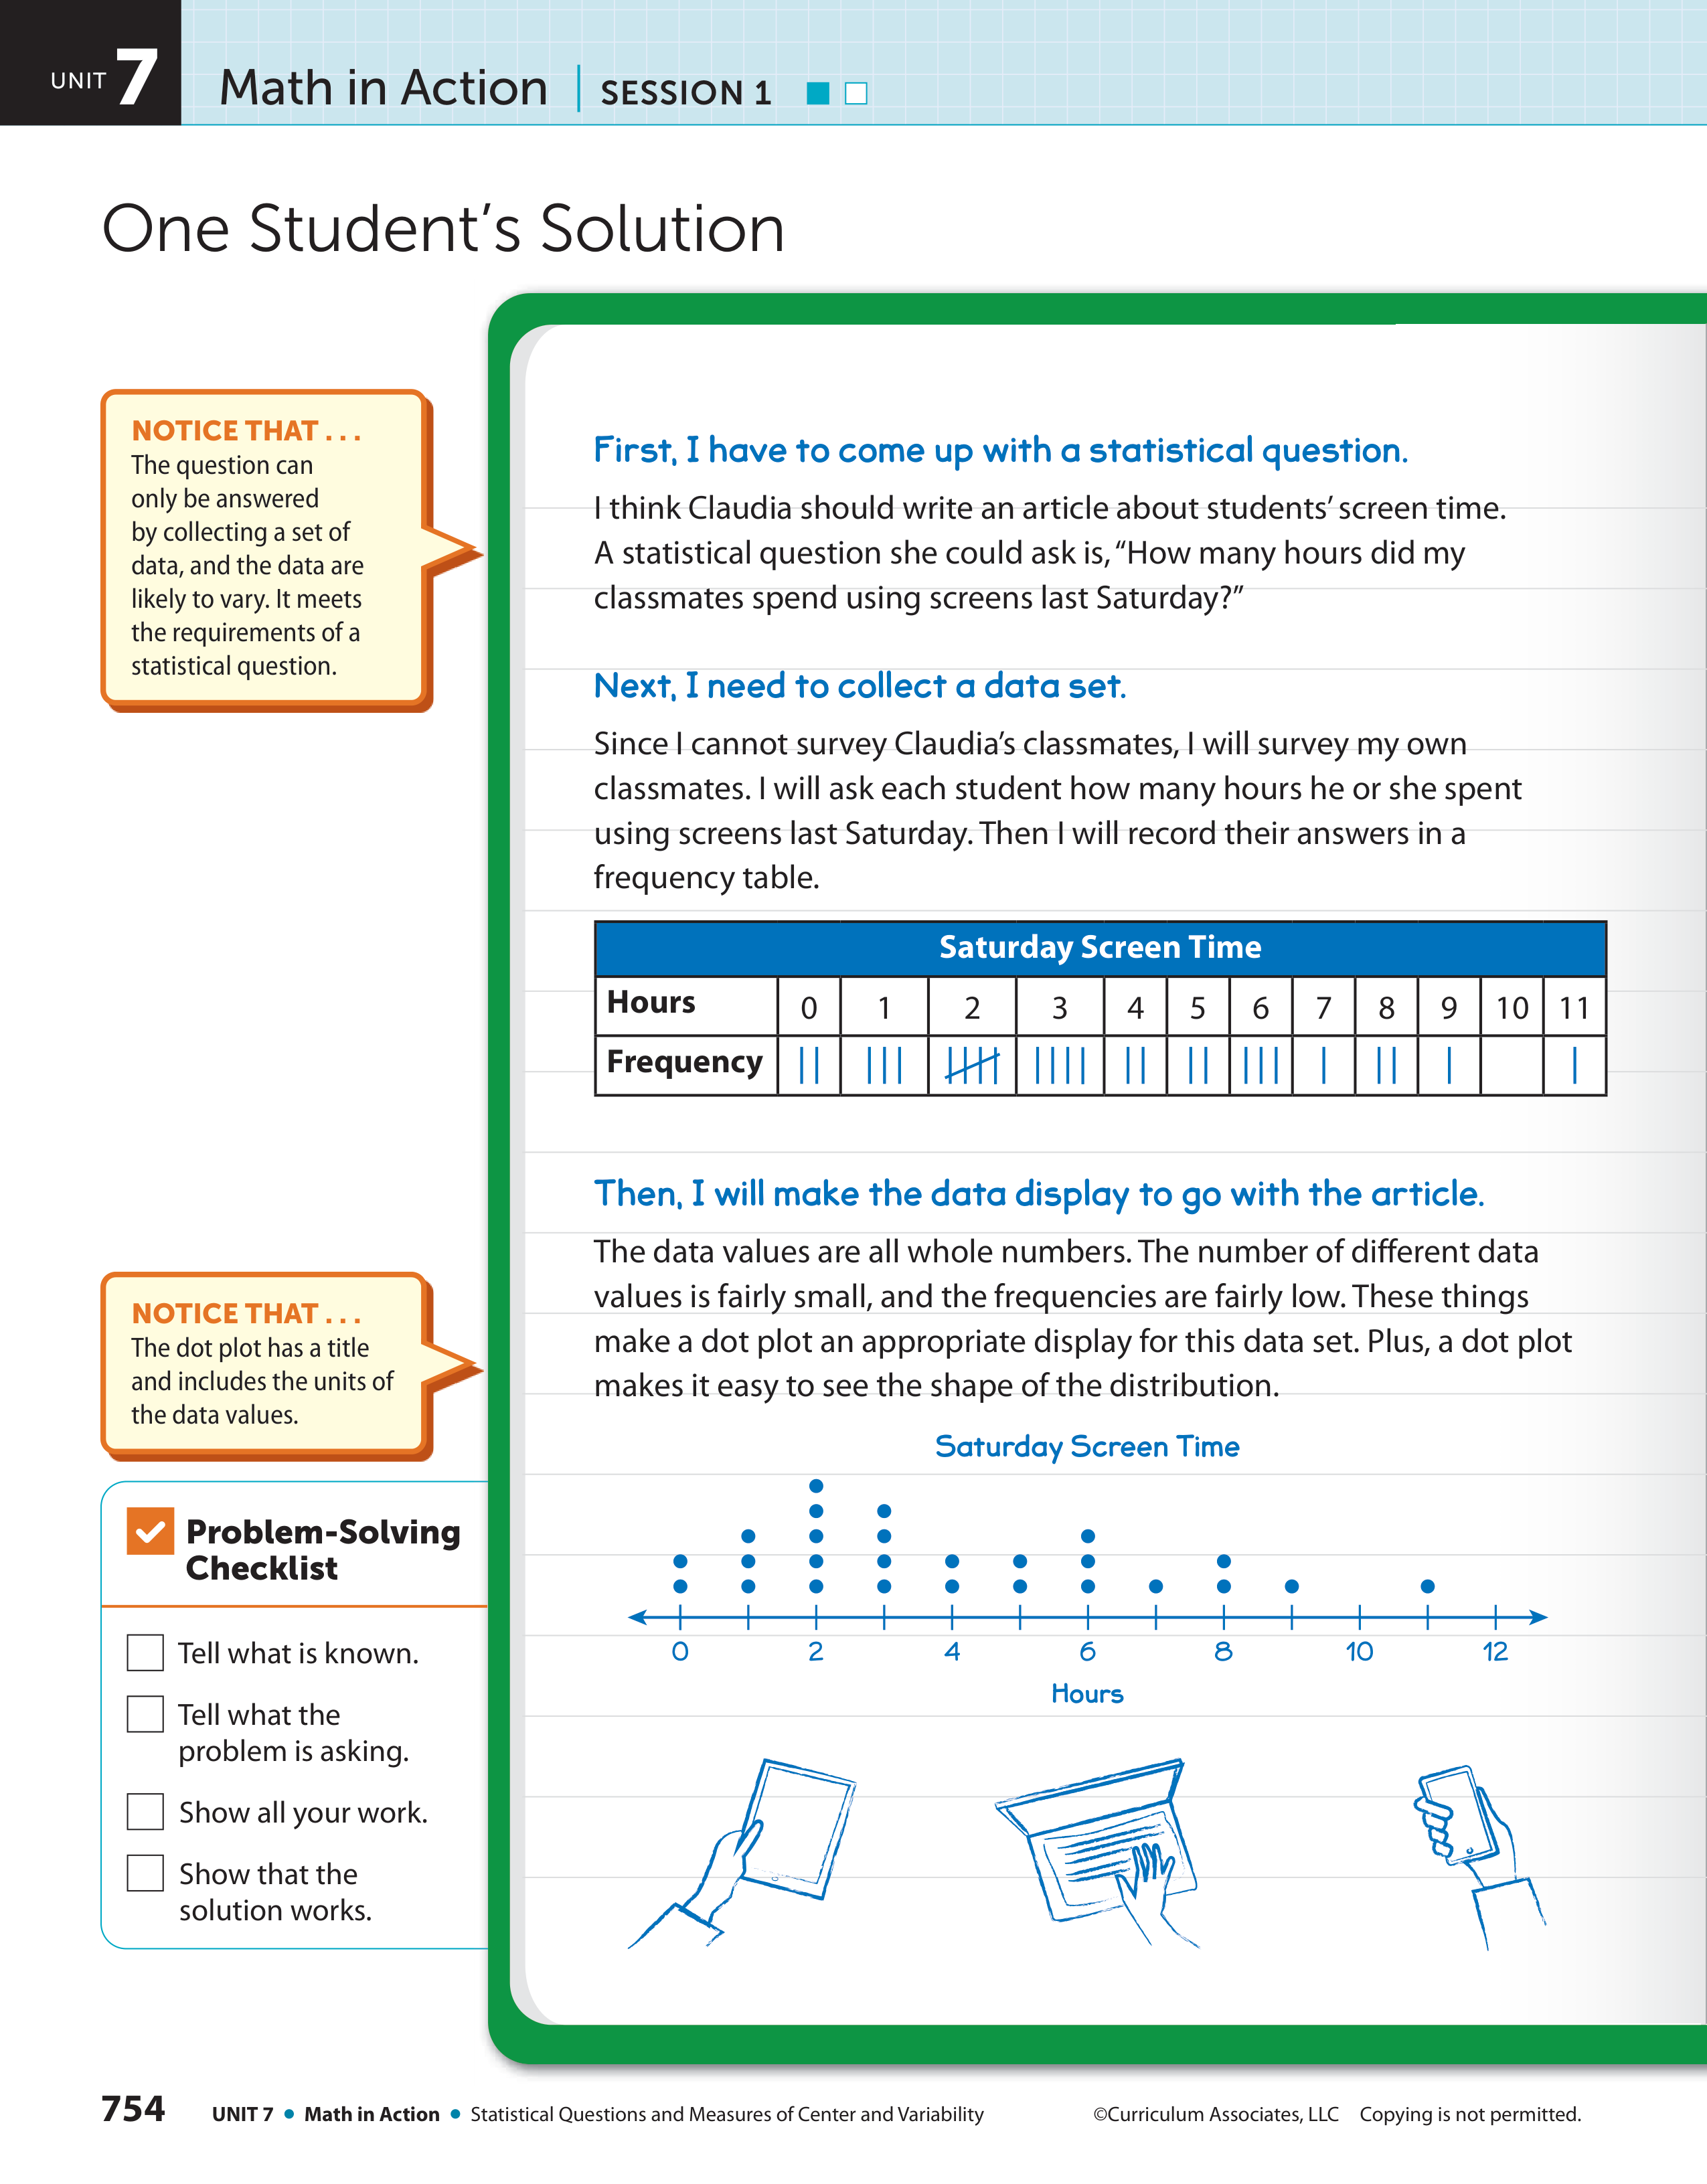 UNIT 7 Math in Action | SESSION 1
One Student’s Solution
NOTICE THAT . . .
The question can
only be answered
by collecting a set of
data, and the data are
likely to vary. It meets
the requirements of a
statistical question.
First, I have to come up with a statistical question.
I think Claudia should write an article about students’ screen time.
A statistical question she could ask is, “How many hours did my
classmates spend using screens last Saturday?”
Next, I need to collect a data set.
Since I cannot survey Claudia’s classmates, I will survey my own
classmates. I will ask each student how many hours he or she spent
using screens last Saturday. Then I will record their answers in a
frequency table.
Saturday Screen Time
Hours 0 1 2 3 4 5 6 7 8 9 10 11
Frequency
Then, I will make the data display to go with the article.
The data values are all whole numbers. The number of different data
values is fairly small, and the frequencies are fairly low. These things
make a dot plot an appropriate display for this data set. Plus, a dot plot
makes it easy to see the shape of the distribution.
NOTICE THAT . . .
The dot plot has a title
and includes the units of
the data values.
Saturday Screen Time
0 2 4 6 8 10 12
Hours
Problem-Solving
Checklist
Tell what is known.
Tell what the
problem is asking.
Show all your work.
Show that the
solution works.
754 UNIT 7 • Math in Action • Statistical Questions and Measures of Center and Variability ©Curriculum Associates, LLC Copying is not permitted.